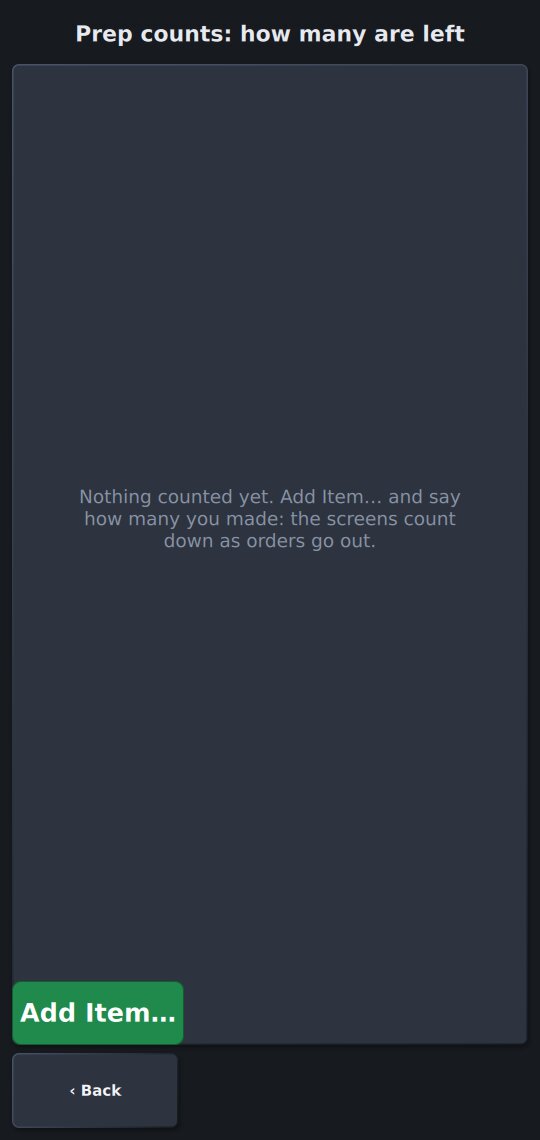 Prep counts: how many are left
Nothing counted yet. Add Item... and say
how many you made: the screens count
down as orders go out.
Add Item...
‹ Back